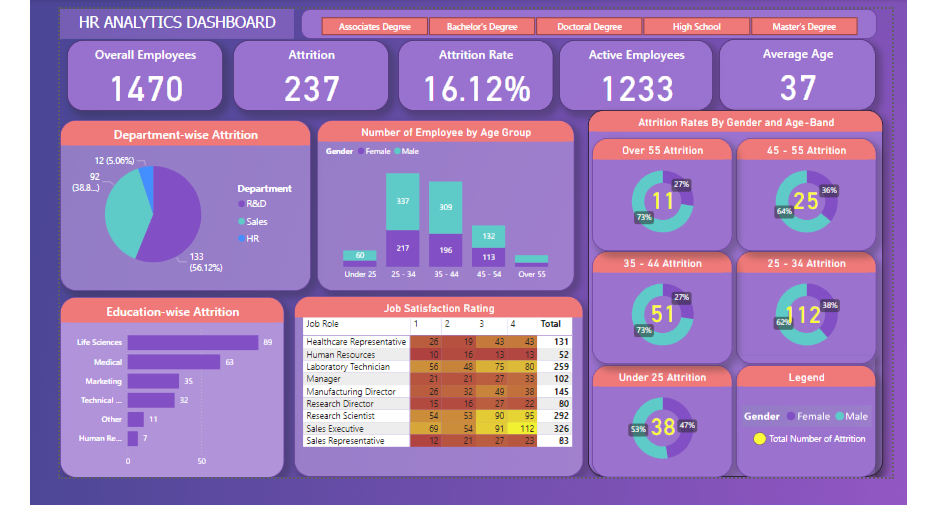 HR ANALYTICS DASHBOARD
Associates Degree Bachelor's Degree Doctoral Degree High School Master's Degree
Overall Employees
1470
Attrition
237
Attrition Rate
16.12%
Active Employees
1233
Average Age
37
Department-wise Attrition
12 (5.06%)
92
(38.8...)
133
(56.12%)
Department
R&D
Sales
HR
Number of Employee by Age Group
Gender Female Male
337
309
132
60
217
196
113
Under 25 25 - 34 35 - 44 45 - 54 Over 55
Attrition Rates By Gender and Age-Band
Over 55 Attrition
27%
11
73%
45 - 55 Attrition
36%
25
64%
35 - 44 Attrition
27%
51
73%
25 - 34 Attrition
38%
112
62%
Under 25 Attrition
53%
38
47%
Legend
Gender Female Male
Total Number of Attrition
Education-wise Attrition
Life Sciences 89
Medical 63
Marketing 35
Technical ... 32
Other 11
Human Re... 7
0 50
Job Satisfaction Rating
Job Role 1 2 3 4 Total
Healthcare Representative 26 19 43 43 131
Human Resources 10 16 13 13 52
Laboratory Technician 56 48 75 80 259
Manager 21 21 27 33 102
Manufacturing Director 26 32 49 38 145
Research Director 15 16 27 22 80
Research Scientist 54 53 90 95 292
Sales Executive 69 54 91 112 326
Sales Representative 12 21 27 23 83